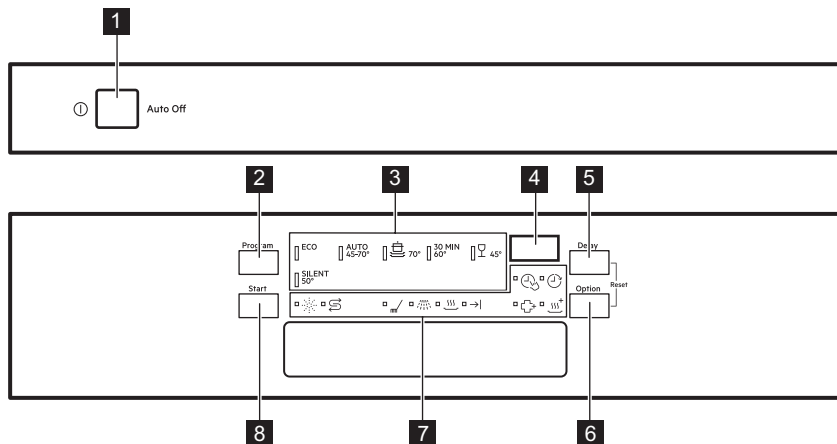 1
Auto Off
2 3 4 5
Program
ECO
AUTO
45-70°
70°
30 MIN
60°
45°
SILENT
50°
Delay
Reset
Start
Option
8 7 6